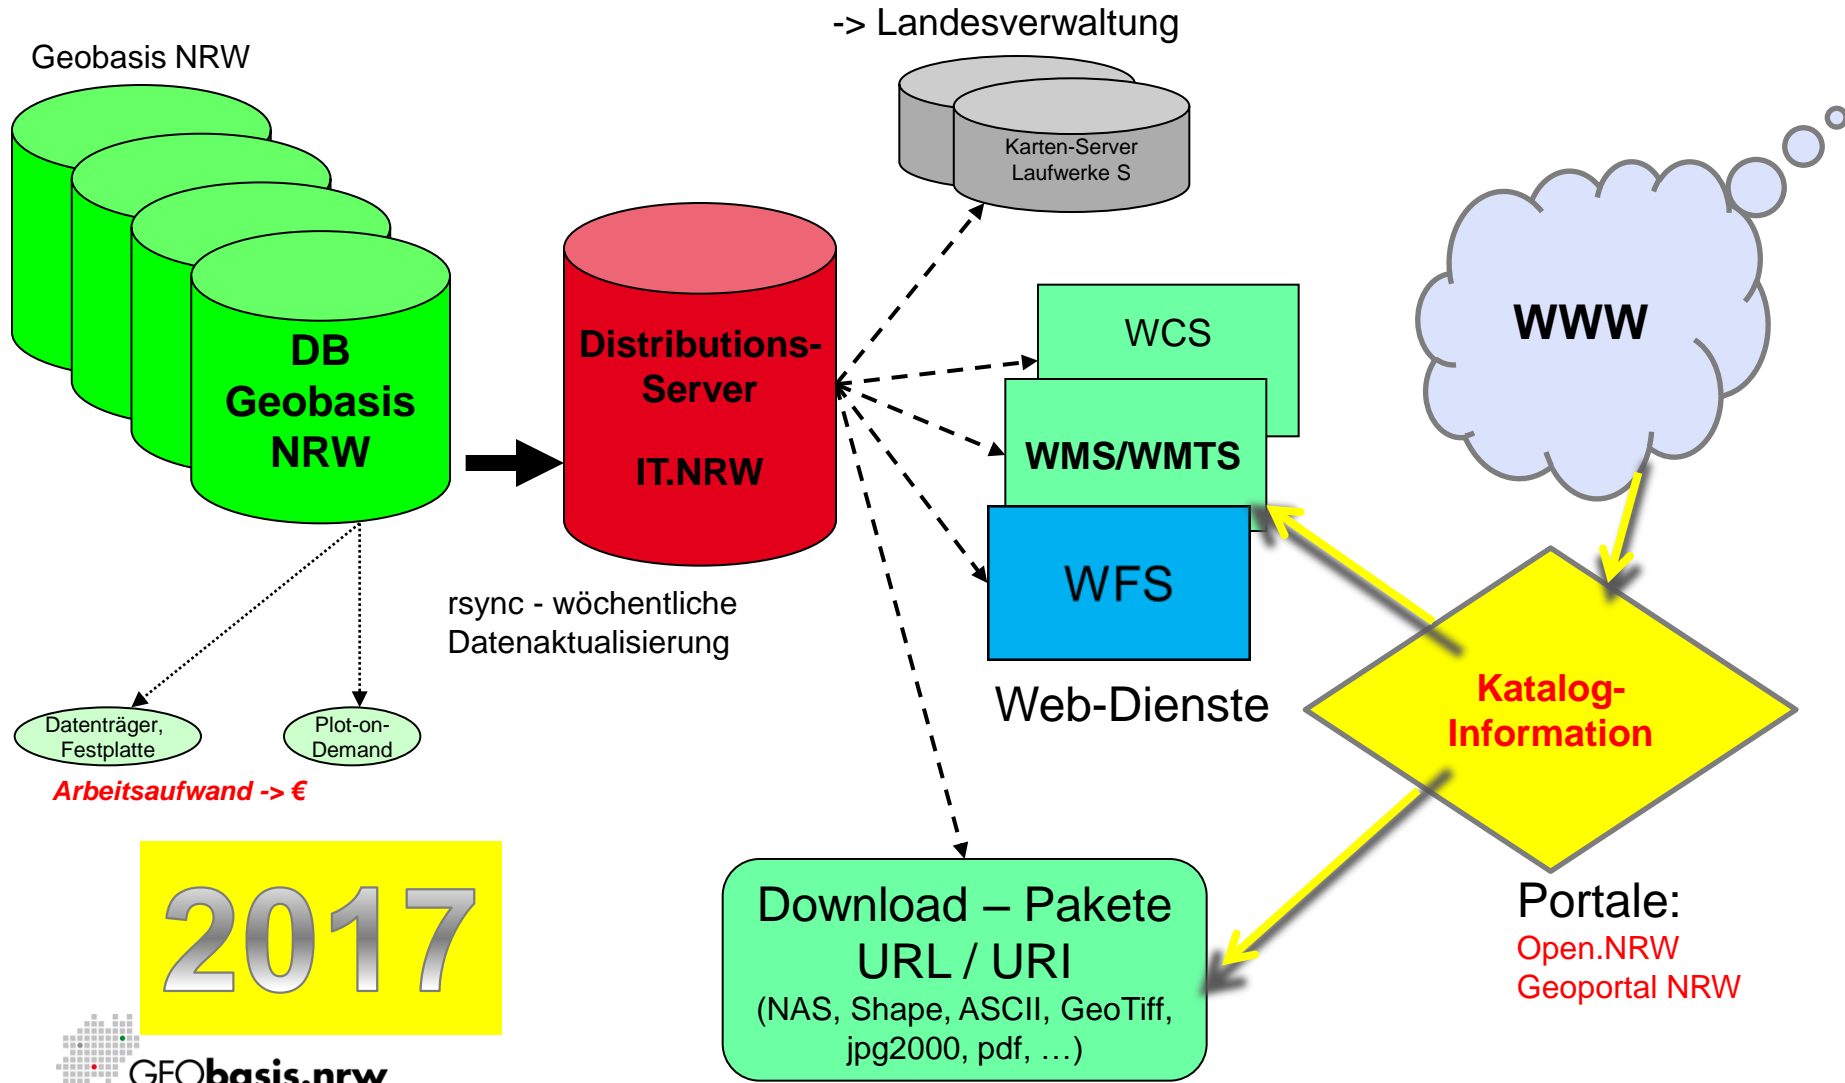 -> Landesverwaltung
Geobasis NRW
Karten-Server
Laufwerke S
DB
Geobasis
NRW
Distributions-
Server
IT.NRW
WCS
WMS/WMTS
WFS
Web-Dienste
WWW
rsync - wöchentliche
Datenaktualisierung
Datenträger,
Festplatte
Plot-on-
Demand
Arbeitsaufwand -> €
Katalog-
Information
2017
Download – Pakete
URL / URI
(NAS, Shape, ASCII, GeoTiff,
jpg2000, pdf, …)
Portale:
Open.NRW
Geoportal NRW
GEObasis.nrw